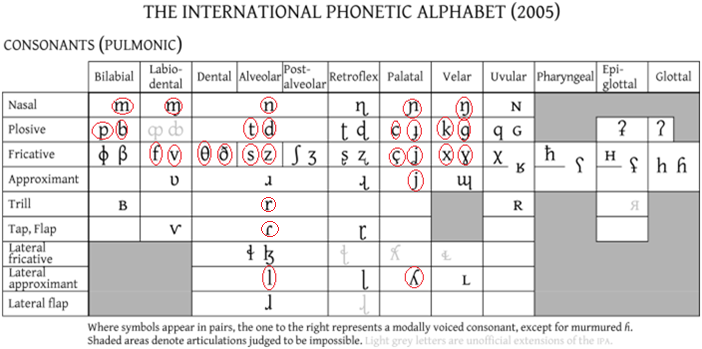 THE INTERNATIONAL PHONETIC ALPHABET (2005)
CONSONANTS (PULMONIC)
Bilabial Labio-dental Dental Alveolar Post-alveolar Retroflex Palatal Velar Uvular Pharyngeal Epi-glottal Glottal
Nasal m ɱ n ɳ ɲ ŋ ɴ
Plosive p b ȹ ȸ t d ʈ ɖ c ɟ k ɡ q ɢ ʡ ʔ
Fricative ɸ β f v θ ð s z ʃ ʒ ʂ ʐ ç ʝ x ɣ χ ʁ ħ ʕ ʜ ʢ h ɦ
Approximant ʋ ɹ ɻ j ɰ
Trill ʙ r ʀ ᴙ
Tap, Flap ⱱ ɾ ɽ
Lateral
fricative ɬ ɮ
Lateral
approximant l ɭ ʎ ʟ
Lateral flap ɺ
Where symbols appear in pairs, the one to the right represents a modally voiced consonant, except for murmured ɦ.
Shaded areas denote articulations judged to be impossible. Light grey letters are unofficial extensions of the IPA.